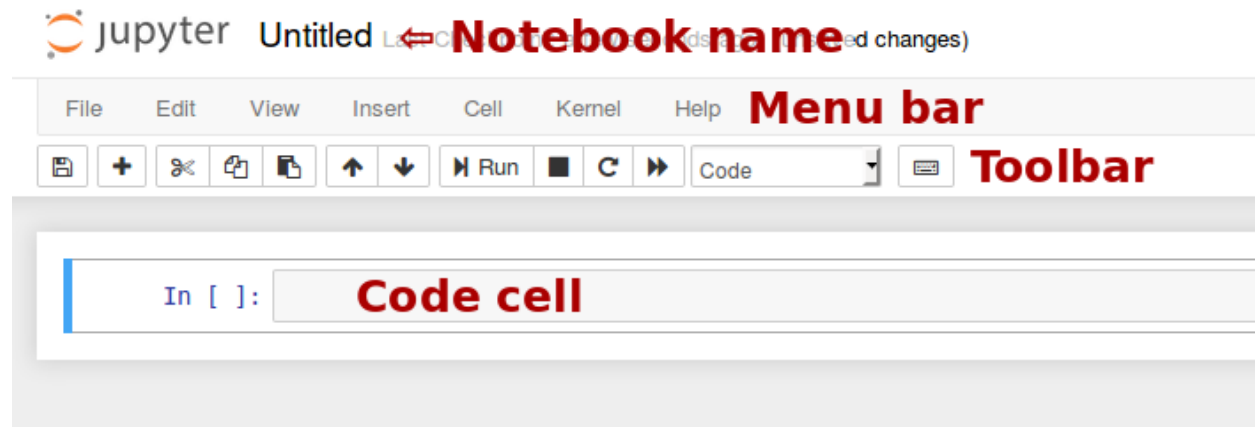 jupyter Untitled ⇐ Notebook name d changes)
File Edit View Insert Cell Kernel Help Menu bar
Run Code Toolbar
In [ ]: Code cell